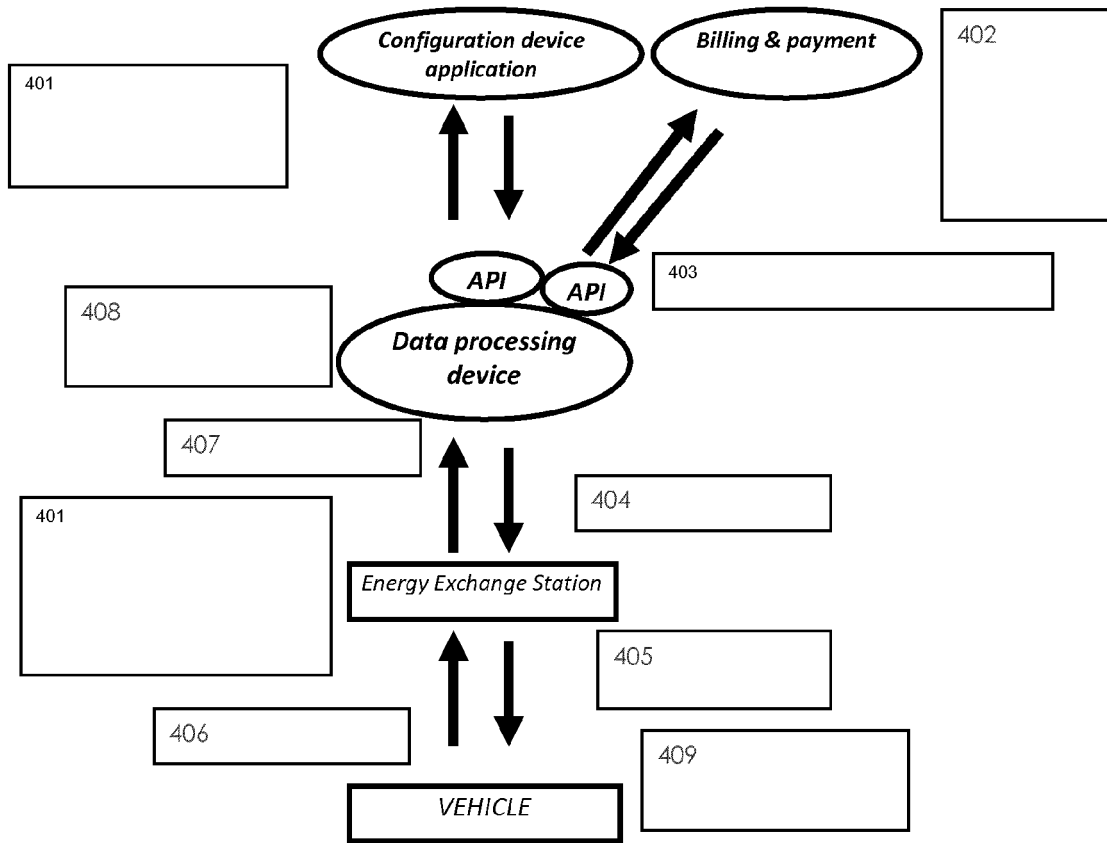 Configuration device
application
Billing & payment
402
401
API
API
403
408
Data processing
device
407
404
401
Energy Exchange Station
405
406
409
VEHICLE